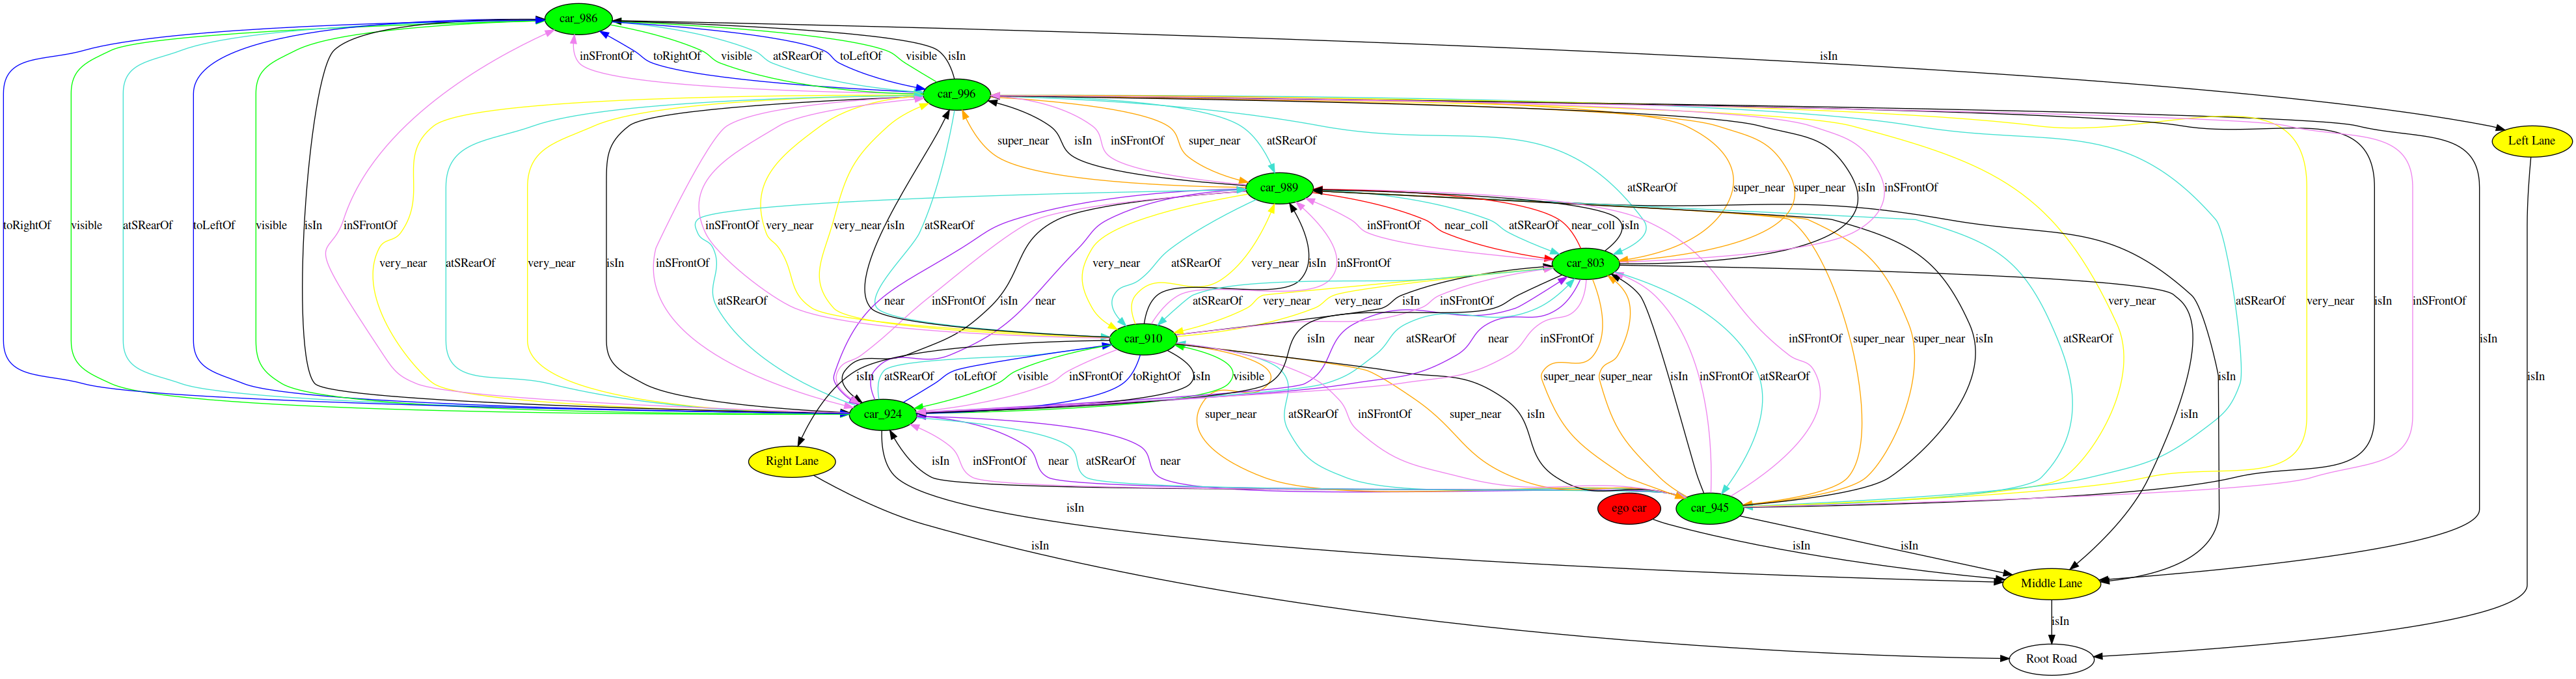 car_986
isIn
inSFrontOf toRightOf visible atSRearOf toLeftOf visible isIn
car_996
super_near isIn inSFrontOf super_near atSRearOf
Left Lane
car_989
atSRearOf super_near super_near isIn inSFrontOf
toRightOf visible atSRearOf toLeftOf visible isIn inSFrontOf inSFrontOf very_near very_near isIn atSRearOf inSFrontOf near_coll atSRearOf near_coll isIn
car_803
very_near atSRearOf very_near isIn inSFrontOf very_near atSRearOf very_near isIn inSFrontOf
atSRearOf near inSFrontOf isIn near atSRearOf very_near very_near isIn inSFrontOf very_near atSRearOf very_near isIn inSFrontOf
car_910
isIn near atSRearOf near inSFrontOf inSFrontOf super_near super_near isIn atSRearOf isIn
isIn atSRearOf toLeftOf visible inSFrontOf toRightOf isIn visible super_near super_near isIn inSFrontOf atSRearOf isIn isIn
car_924
super_near atSRearOf inSFrontOf super_near isIn isIn
Right Lane
isIn inSFrontOf near atSRearOf near
ego car
car_945
isIn
isIn isIn isIn
Middle Lane
isIn
Root Road